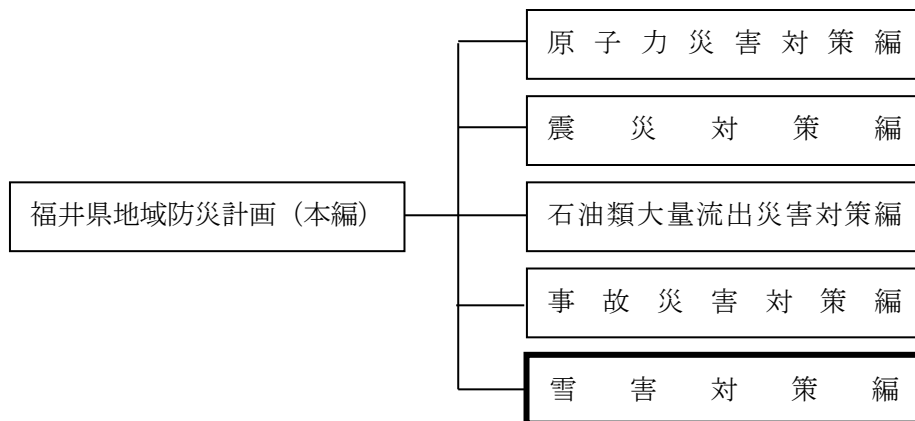 原子力災害対策編
震災対策編
福井県地域防災計画（本編）
石油類大量流出災害対策編
事故災害対策編
雪害対策編